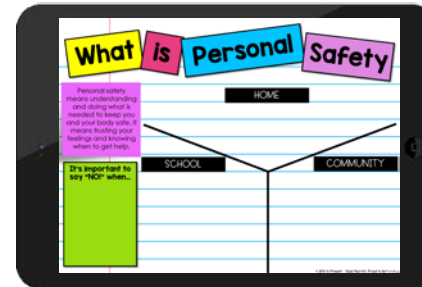 What is Personal Safety
Personal safety
means understanding
and doing what is
needed to keep you
and your body safe. It
means trusting your
feelings and knowing
when to get help.
HOME
SCHOOL
COMMUNITY
It's important to
say "NO!" when...